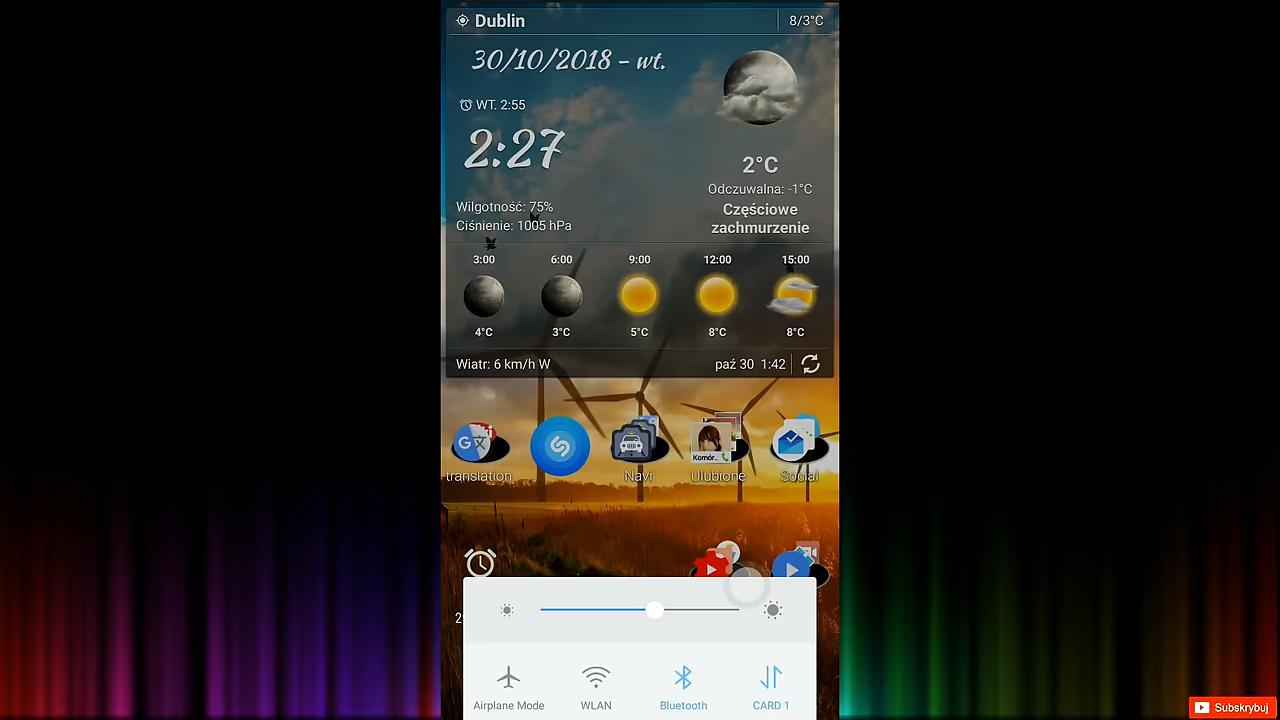 Dublin
8/3°C
30/10/2018 - wt.
WT. 2:55
2:27
2°C
Odczuwalna: -1°C
Częściowe
zachmurzenie
Wilgotność: 75%
Ciśnienie: 1005 hPa
3:00 6:00 9:00 12:00 15:00
4°C 3°C 5°C 8°C 8°C
Wiatr: 6 km/h W
paź 30 1:42
translation Navi Ulubione Social
Komór..
Airplane Mode WLAN Bluetooth CARD 1
Subskrybuj